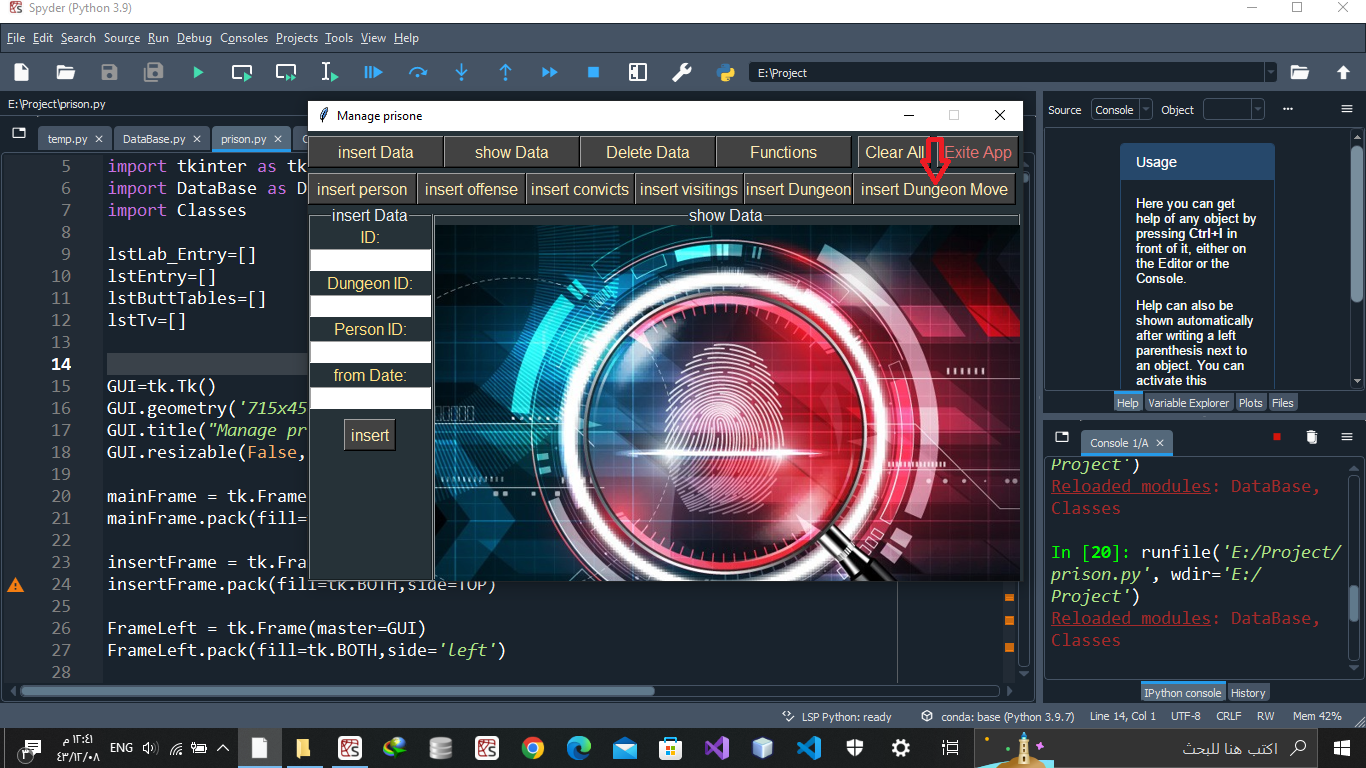 Spyder (Python 3.9)
File Edit Search Source Run Debug Consoles Projects Tools View Help
E:\Project
E:\Project\prison.py
temp.py
DataBase.py
prison.py
5 import tkinter as tk
6 import DataBase as D
7 import Classes
8
9 lstLab_Entry=[]
10 lstEntry=[]
11 lstButtTables=[]
12 lstTv=[]
13
14
15 GUI=tk.Tk()
16 GUI.geometry('715x45
17 GUI.title("Manage pr
18 GUI.resizable(False,
19
20 mainFrame = tk.Frame
21 mainFrame.pack(fill=
22
23 insertFrame = tk.Fra
24 insertFrame.pack(fill=tk.BOTH,side=TOP)
25
26 FrameLeft = tk.Frame(master=GUI)
27 FrameLeft.pack(fill=tk.BOTH,side='left')
28
Manage prisone
insert Data show Data Delete Data Functions Clear All Exite App
insert person insert offense insert convicts insert visitings insert Dungeon insert Dungeon Move
insert Data
ID:
Dungeon ID:
Person ID:
from Date:
insert
show Data
Source Console Object
Usage
Here you can get
help of any object by
pressing Ctrl+I in
front of it, either on
the Editor or the
Console.
Help can also be
shown automatically
after writing a left
parenthesis next to
an object. You can
activate this
Help Variable Explorer Plots Files
Console 1/A
Project')
Reloaded modules: DataBase,
Classes
In [20]: runfile('E:/Project/
prison.py', wdir='E:/
Project')
Reloaded modules: DataBase,
Classes
IPython console History
LSP Python: ready conda: base (Python 3.9.7) Line 14, Col 1 UTF-8 CRLF RW Mem 42%
١٢:٤١ م
٤٣/١٢/٠٨
ENG
اكتب هنا للبحث